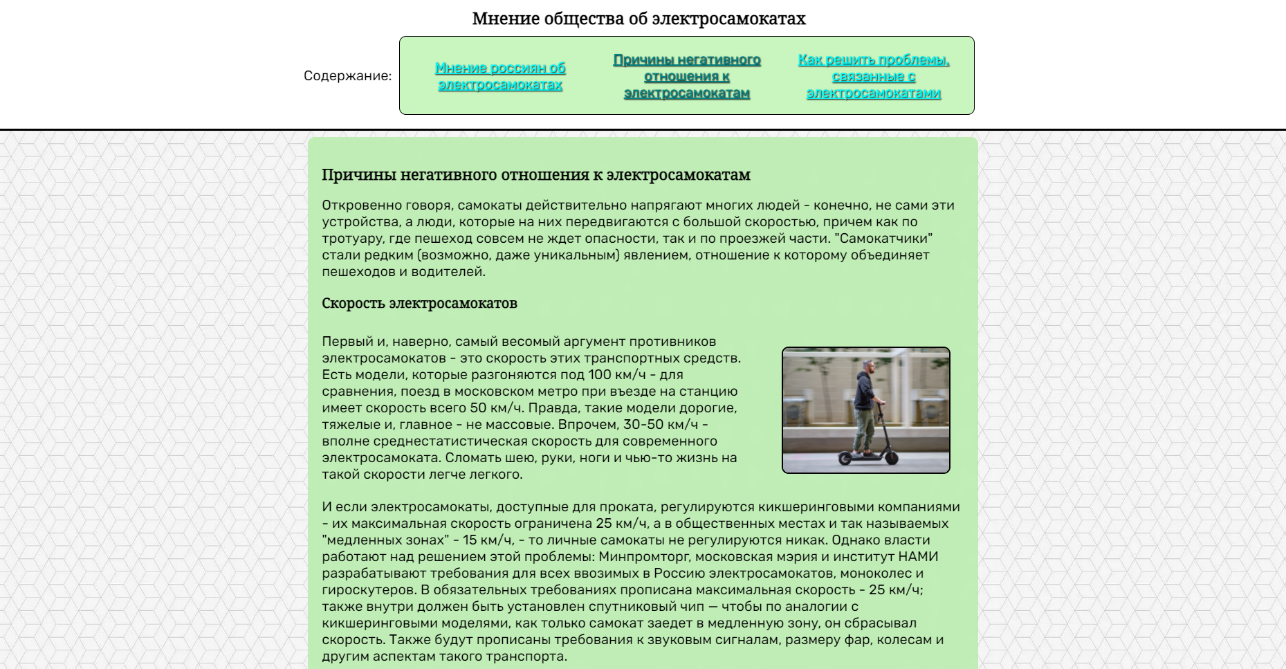 Мнение общества об электросамокатах
Содержание:
Мнение россиян об
электросамокатах
Причины негативного
отношения к
электросамокатам
Как решить проблемы,
связанные с
электросамокатами
Причины негативного отношения к электросамокатам
Откровенно говоря, самокаты действительно напрягают многих людей - конечно, не сами эти
устройства, а люди, которые на них передвигаются с большой скоростью, причем как по
тротуару, где пешеход совсем не ждет опасности, так и по проезжей части. "Самокатчики"
стали редким (возможно, даже уникальным) явлением, отношение к которому объединяет
пешеходов и водителей.
Скорость электросамокатов
Первый и, наверно, самый весомый аргумент противников
электросамокатов - это скорость этих транспортных средств.
Есть модели, которые разгоняются под 100 км/ч - для
сравнения, поезд в московском метро при въезде на станцию
имеет скорость всего 50 км/ч. Правда, такие модели дорогие,
тяжелые и, главное - не массовые. Впрочем, 30-50 км/ч -
вполне среднестатистическая скорость для современного
электросамоката. Сломать шею, руки, ноги и чью-то жизнь на
такой скорости легче легкого.
И если электросамокаты, доступные для проката, регулируются кикшеринговыми компаниями
- их максимальная скорость ограничена 25 км/ч, а в общественных местах и так называемых
"медленных зонах" - 15 км/ч, - то личные самокаты не регулируются никак. Однако власти
работают над решением этой проблемы: Минпромторг, московская мэрия и институт НАМИ
разрабатывают требования для всех ввозимых в Россию электросамокатов, моноколес и
гироскутеров. В обязательных требованиях прописана максимальная скорость - 25 км/ч;
также внутри должен быть установлен спутниковый чип — чтобы по аналогии с
кикшеринговыми моделями, как только самокат заедет в медленную зону, он сбрасывал
скорость. Также будут прописаны требования к звуковым сигналам, размеру фар, колесам и
другим аспектам такого транспорта.